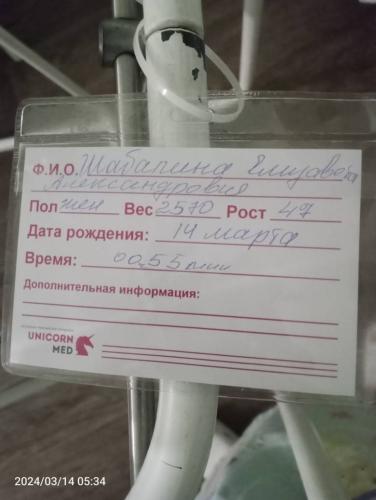 Ф.И.О. Шабалина Елизавета
Александровна
Пол жен Вес 2570 Рост 47
Дата рождения: 14 марта
Время: 00.55 мин
Дополнительная информация:
UNICORN
MED
2024/03/14 05:34